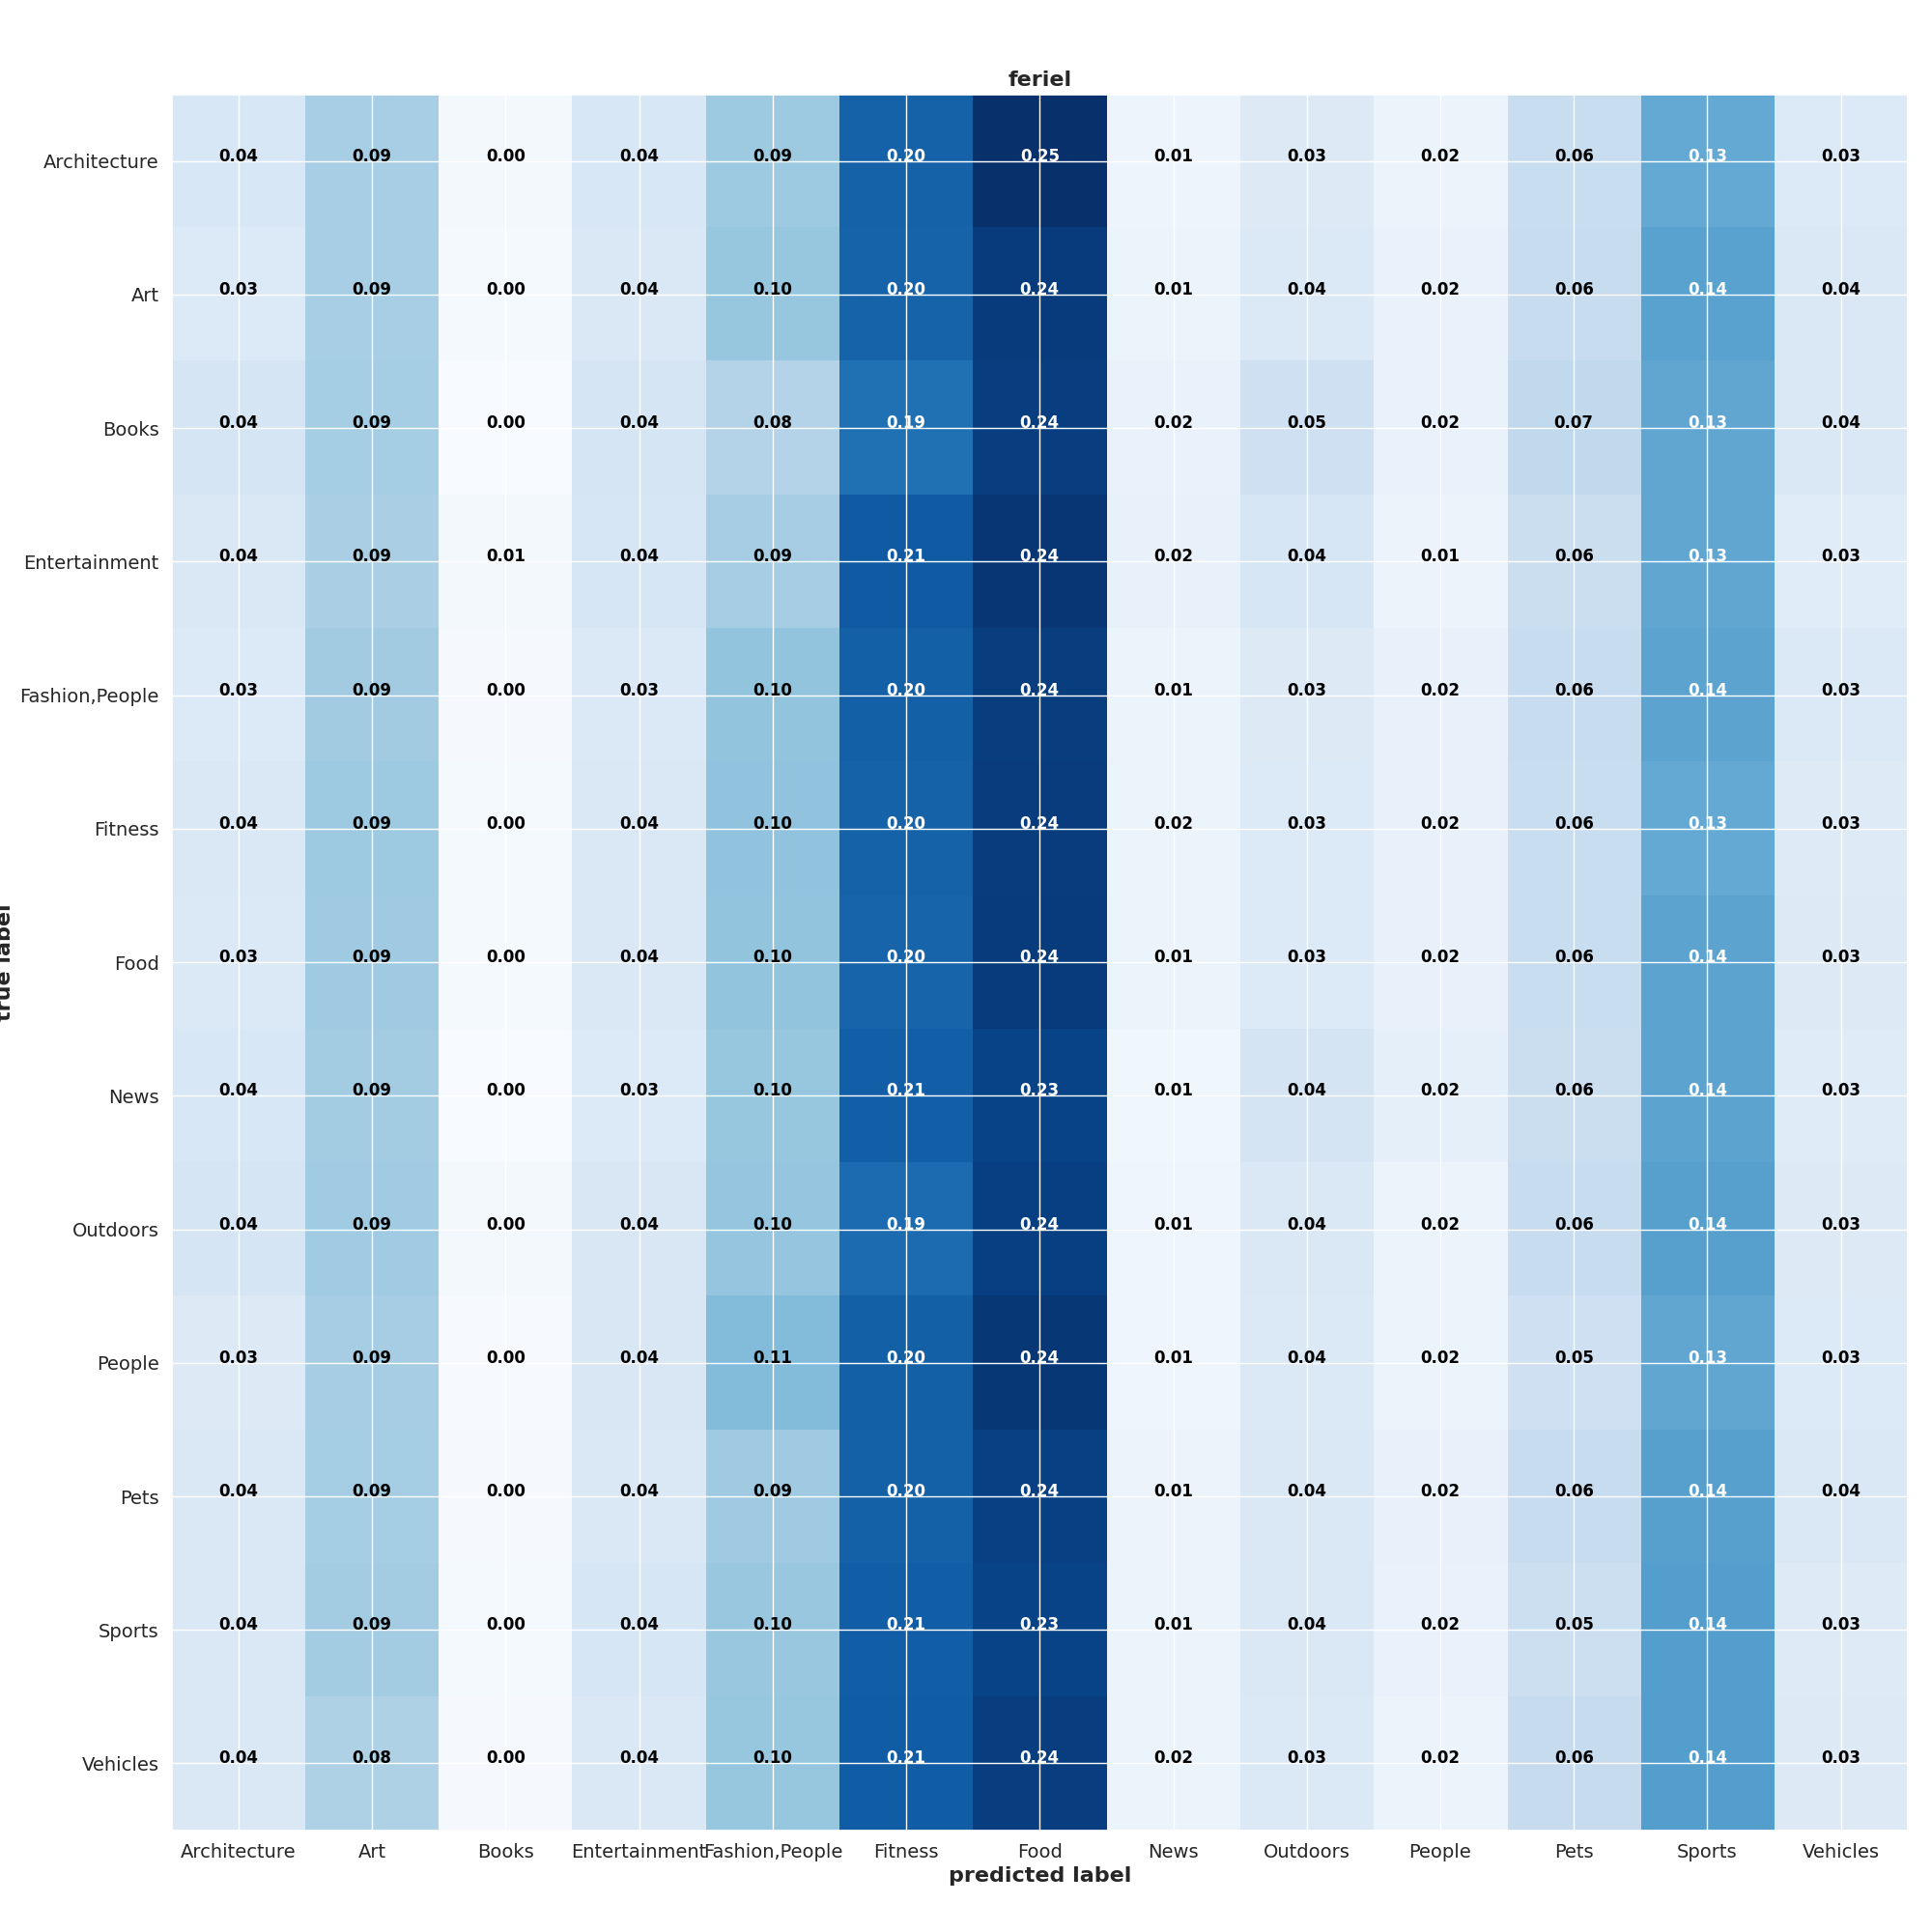 feriel
Architecture 0.04 0.09 0.00 0.04 0.09 0.20 0.25 0.01 0.03 0.02 0.06 0.13 0.03
Art 0.03 0.09 0.00 0.04 0.10 0.20 0.24 0.01 0.04 0.02 0.06 0.14 0.04
Books 0.04 0.09 0.00 0.04 0.08 0.19 0.24 0.02 0.05 0.02 0.07 0.13 0.04
Entertainment 0.04 0.09 0.01 0.04 0.09 0.21 0.24 0.02 0.04 0.01 0.06 0.13 0.03
Fashion,People 0.03 0.09 0.00 0.03 0.10 0.20 0.24 0.01 0.03 0.02 0.06 0.14 0.03
Fitness 0.04 0.09 0.00 0.04 0.10 0.20 0.24 0.02 0.03 0.02 0.06 0.13 0.03
Food 0.03 0.09 0.00 0.04 0.10 0.20 0.24 0.01 0.03 0.02 0.06 0.14 0.03
News 0.04 0.09 0.00 0.03 0.10 0.21 0.23 0.01 0.04 0.02 0.06 0.14 0.03
Outdoors 0.04 0.09 0.00 0.04 0.10 0.19 0.24 0.01 0.04 0.02 0.06 0.14 0.03
People 0.03 0.09 0.00 0.04 0.11 0.20 0.24 0.01 0.04 0.02 0.05 0.13 0.03
Pets 0.04 0.09 0.00 0.04 0.09 0.20 0.24 0.01 0.04 0.02 0.06 0.14 0.04
Sports 0.04 0.09 0.00 0.04 0.10 0.21 0.23 0.01 0.04 0.02 0.05 0.14 0.03
Vehicles 0.04 0.08 0.00 0.04 0.10 0.21 0.24 0.02 0.03 0.02 0.06 0.14 0.03
Architecture Art Books Entertainment Fashion,People Fitness Food News Outdoors People Pets Sports Vehicles
predicted label
true label